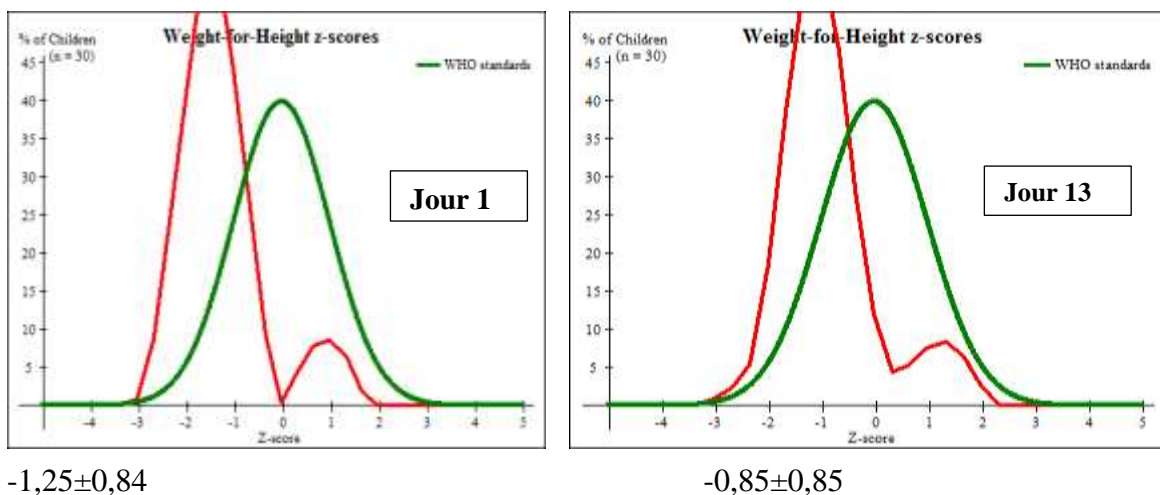 Weight-for-Height z-scores
% of Children
(n = 30)
WHO standards
45
40
35
30
25
20
15
10
5
Jour 1
-4 -3 -2 -1 0 1 2 3 4 5
Z-score
-1,25±0,84
Weight-for-Height z-scores
% of Children
(n = 30)
WHO standards
45
40
35
30
25
20
15
10
5
Jour 13
-4 -3 -2 -1 0 1 2 3 4 5
Z-score
-0,85±0,85